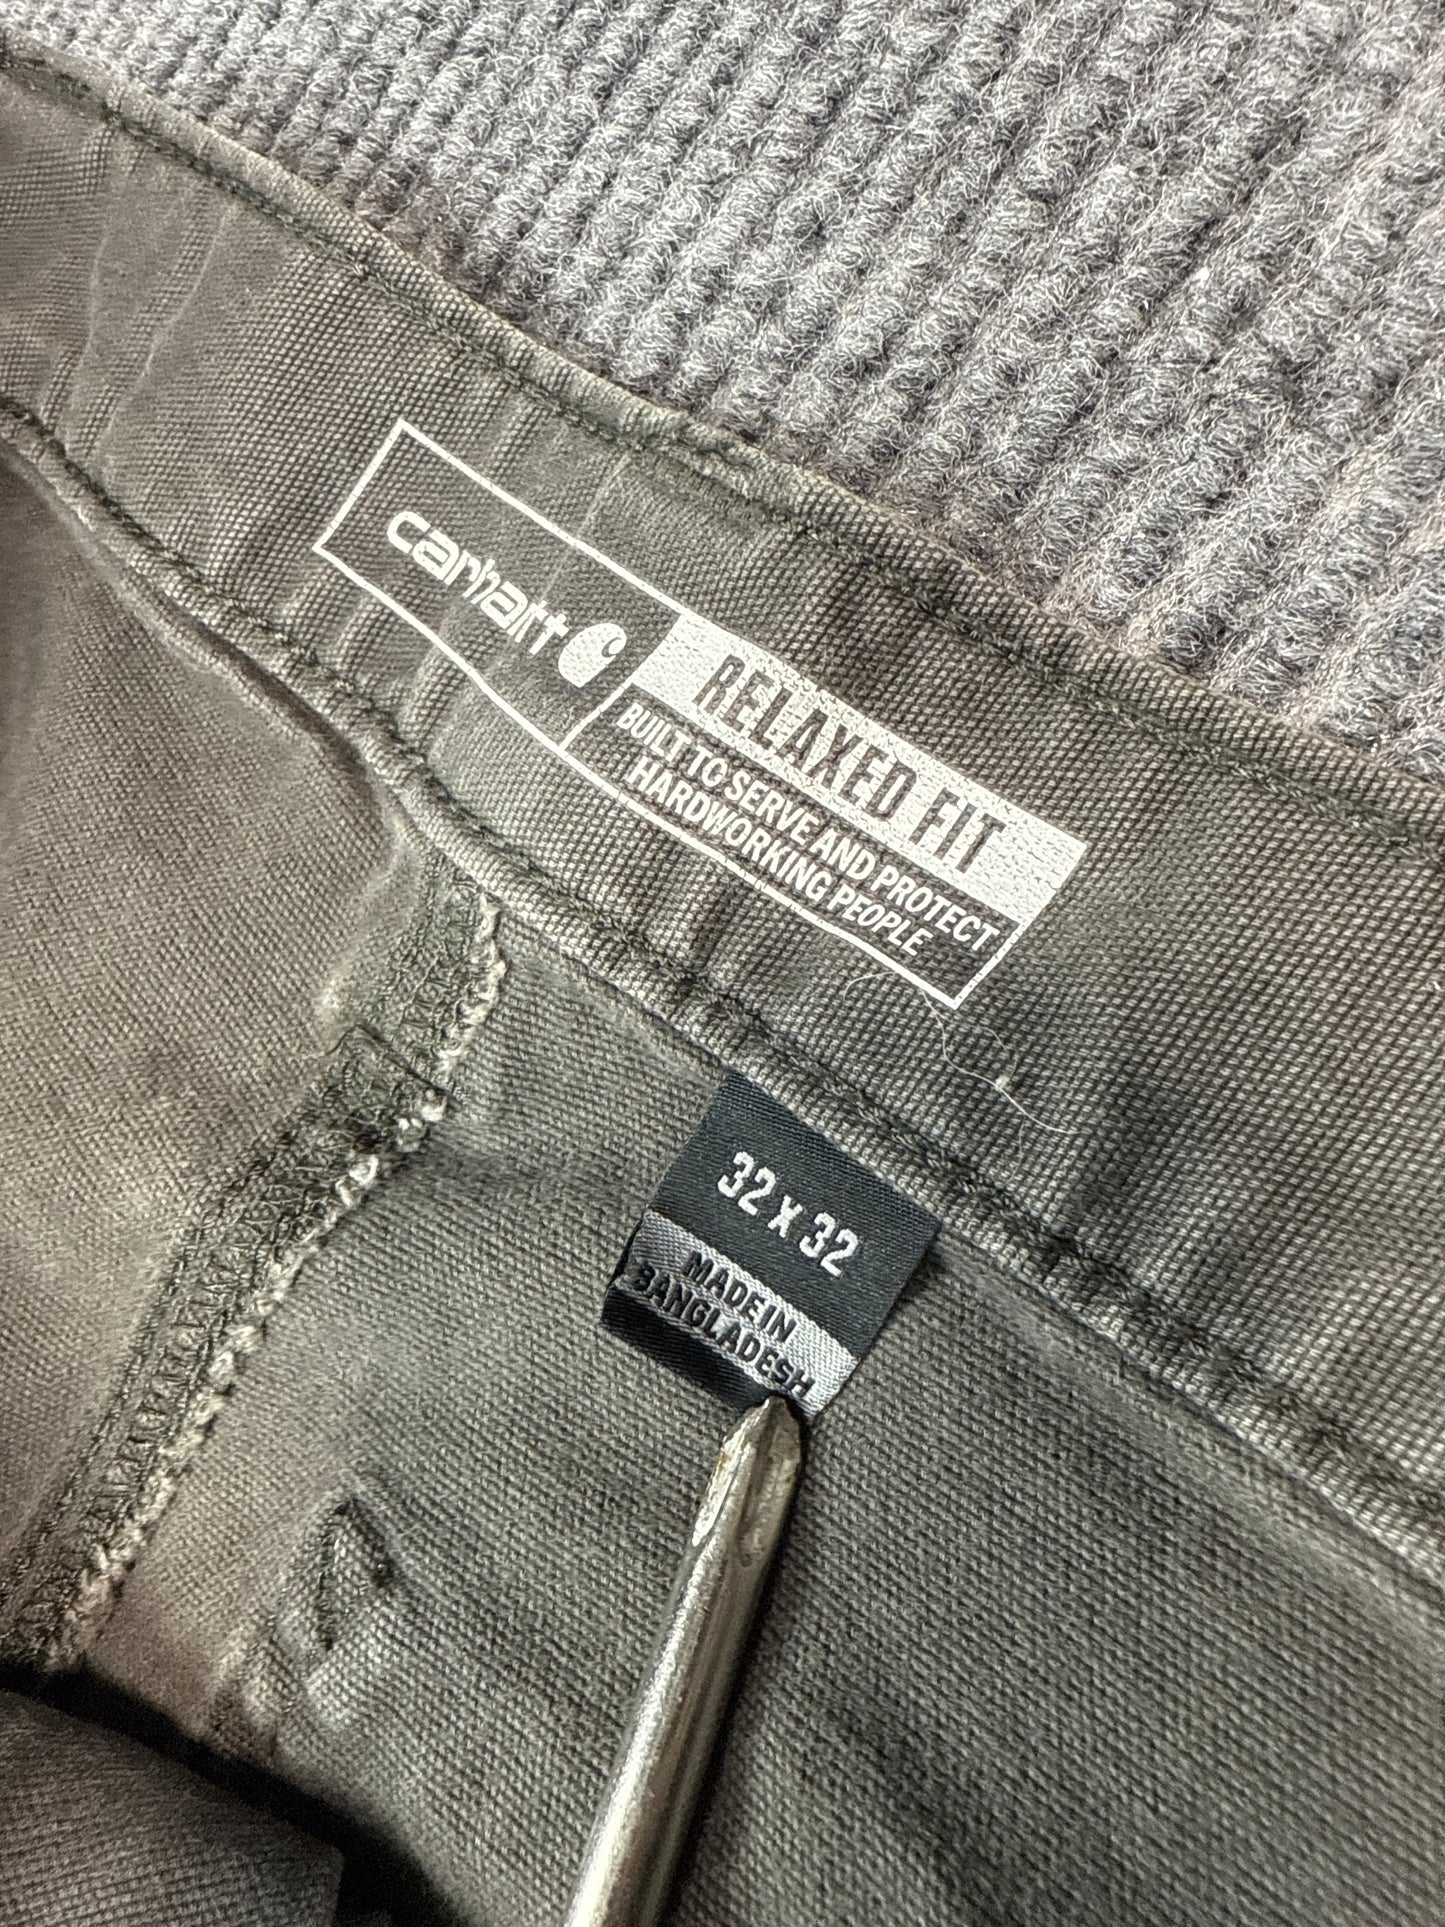 carhartt
RELAXED FIT
BUILT TO SERVE AND PROTECT
HARDWORKING PEOPLE
32 X 32
MADE IN
BANGLADESH